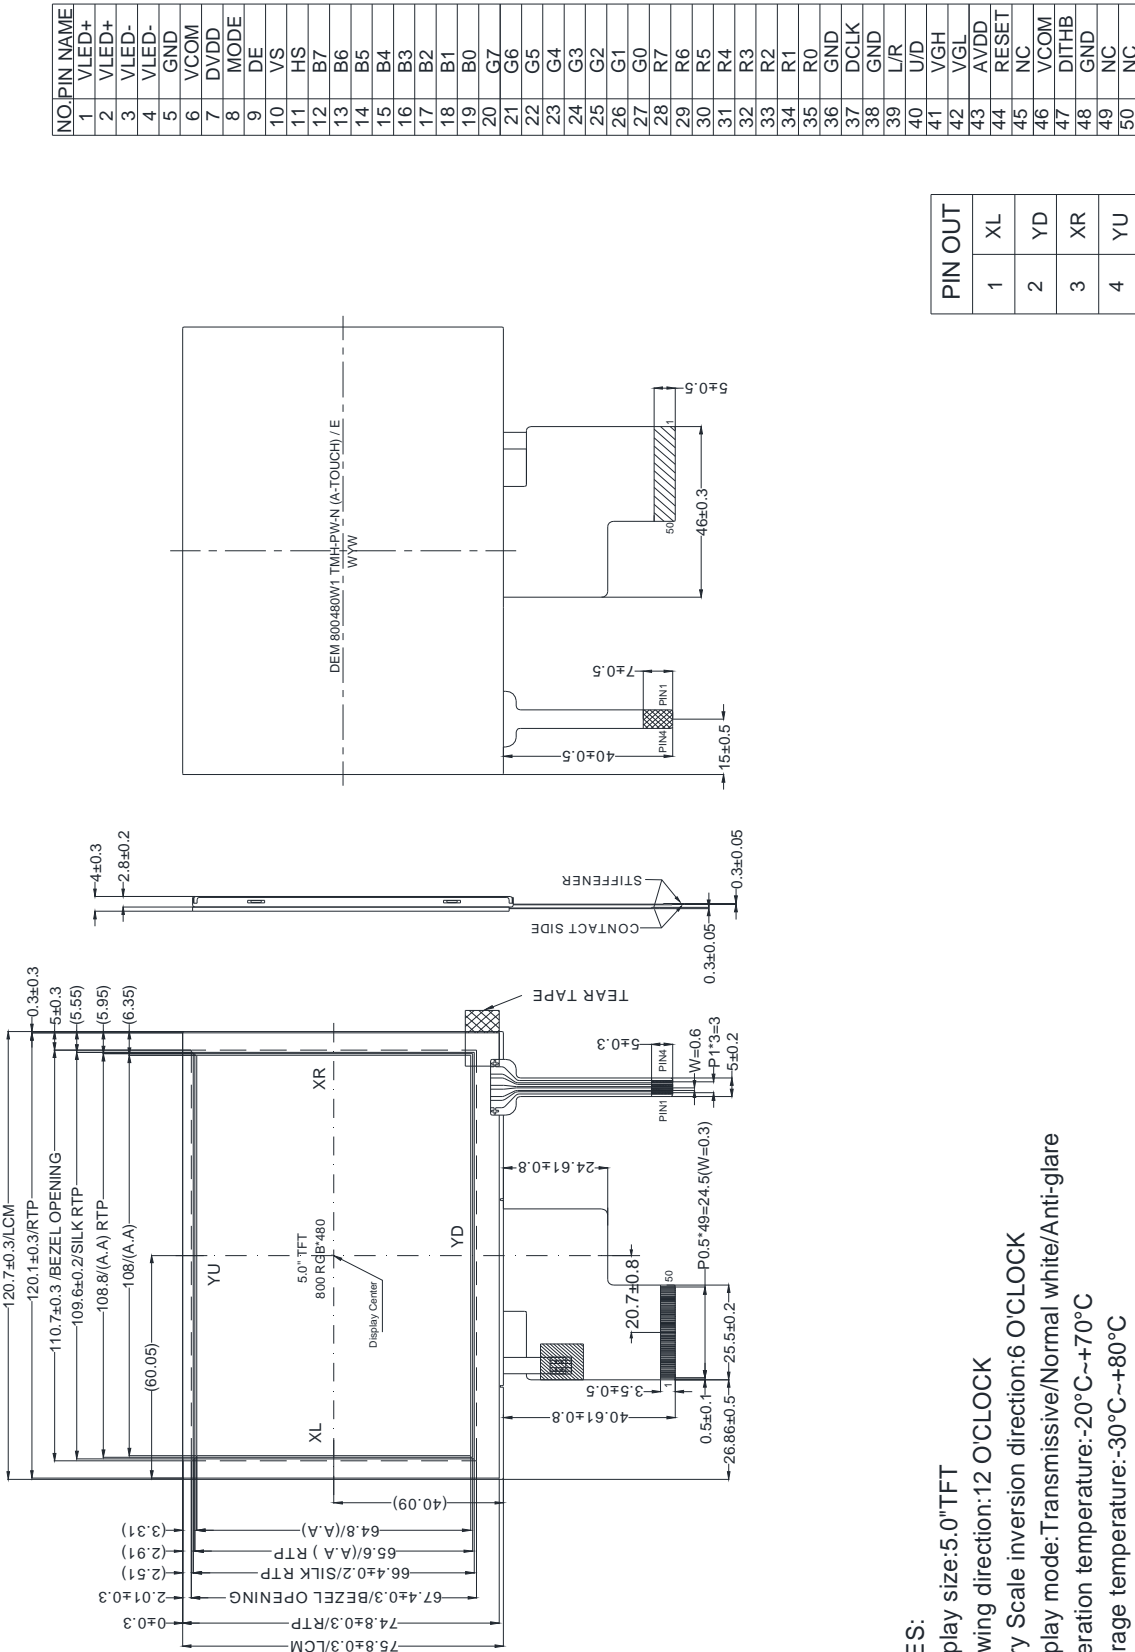 NO. PIN NAME
1 VLED+
2 VLED+
3 VLED-
4 VLED-
5 GND
6 VCOM
7 DVDD
8 MODE
9 DE
10 VS
11 HS
12 B7
13 B6
14 B5
15 B4
16 B3
17 B2
18 B1
19 B0
20 G7
21 G6
22 G5
23 G4
24 G3
25 G2
26 G1
27 G0
28 R7
29 R6
30 R5
31 R4
32 R3
33 R2
34 R1
35 R0
36 GND
37 DCLK
38 GND
39 L/R
40 U/D
41 VGH
42 VGL
43 AVDD
44 RESET
45 NC
46 VCOM
47 DITHB
48 GND
49 NC
50 NC
PIN OUT
1 XL
2 YD
3 XR
4 YU
DEM 800480W1 TMH-PW-N (A-TOUCH) / E
WYW
5±0.5
1
50
46±0.3
7±0.5
PIN1
PIN4
40±0.5
15±0.5
4±0.3
2.8±0.2
STIFFENER
CONTACT SIDE
0.3±0.05
0.3±0.05
120.7±0.3/LCM
0.3±0.3
120.1±0.3/RTP
5±0.3
110.7±0.3 /BEZEL OPENING
(5.55)
109.6±0.2/SILK RTP
(5.95)
108.8/(A.A) RTP
(6.35)
108/(A.A)
(60.05)
TEAR TAPE
XR
YU
YD
XL
5.0" TFT
800 RGB*480
Display Center
5±0.3
PIN4
PIN1
W=0.6
P1*3=3
5±0.2
24.61±0.8
20.7±0.8
P0.5*49=24.5(W=0.3)
50
1
25.5±0.2
3.5±0.5
0.5±0.1
40.61±0.8
26.86±0.5
(40.09)
(3.31)
64.8/(A.A)
(2.91)
65.6/(A.A ) RTP
(2.51)
66.4±0.2/SILK RTP
2.01±0.3
67.4±0.3/BEZEL OPENING
0±0.3
74.8±0.3/RTP
75.8±0.3/LCM
ES:
play size:5.0"TFT
wing direction:12 O'CLOCK
y Scale inversion direction:6 O'CLOCK
play mode:Transmissive/Normal white/Anti-glare
eration temperature:-20°C~+70°C
rage temperature:-30°C~+80°C